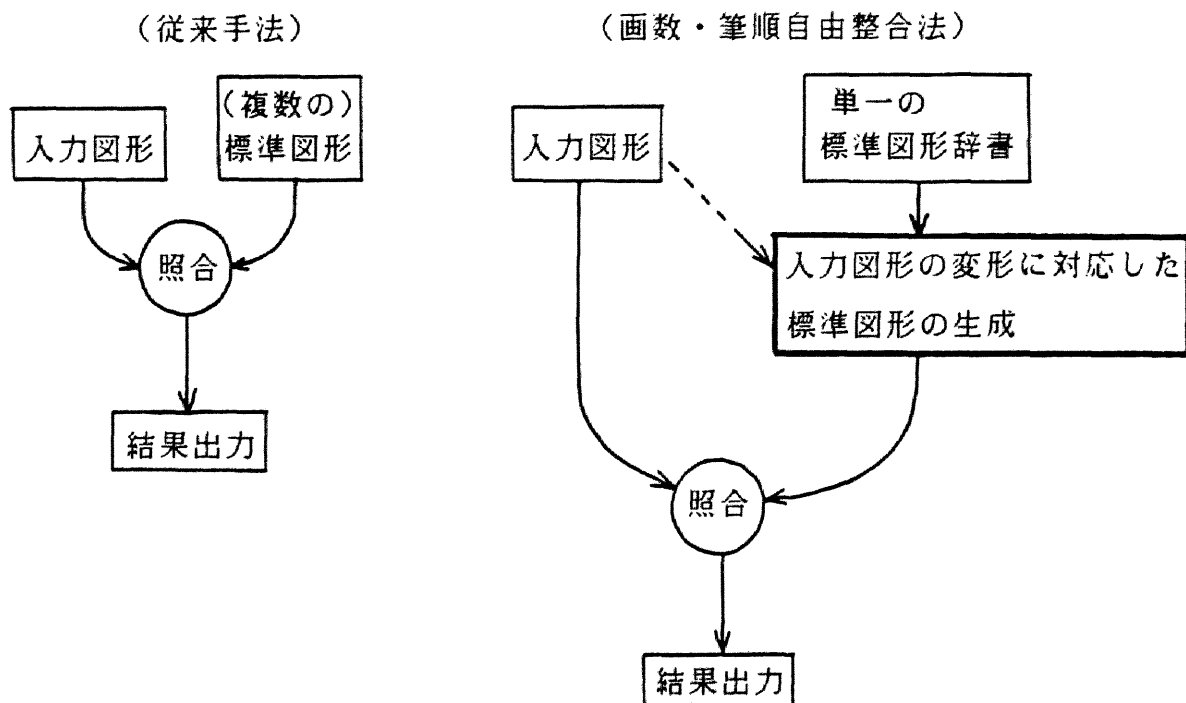 （従来手法）
入力図形
（複数の）
標準図形
照合
結果出力
（画数・筆順自由整合法）
入力図形
単一の
標準図形辞書
入力図形の変形に対応した
標準図形の生成
照合
結果出力